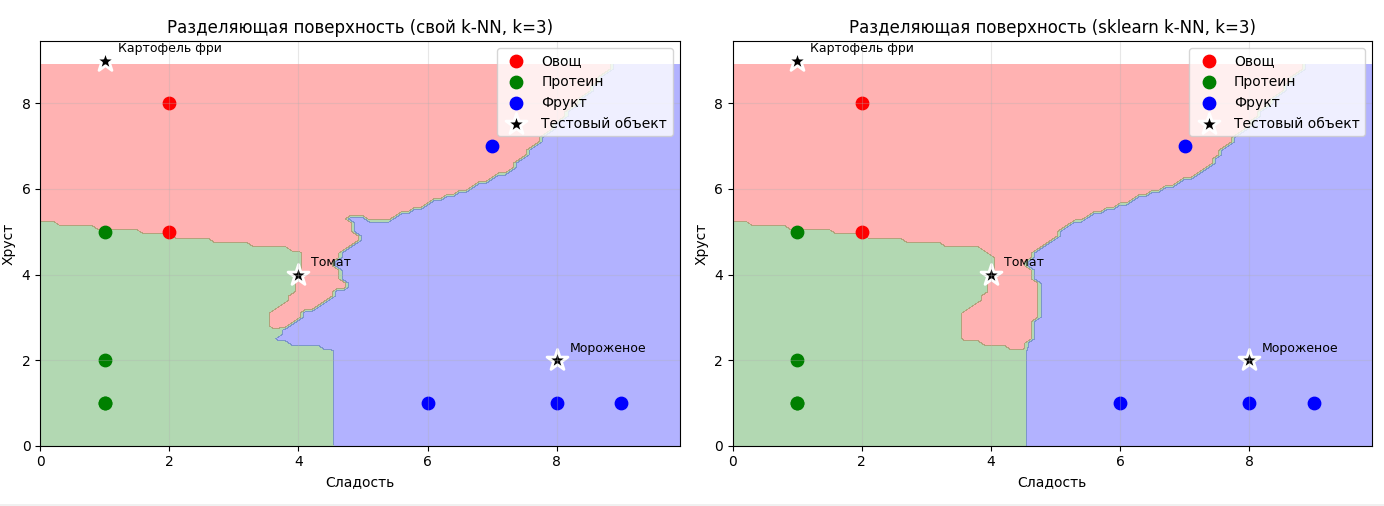 Разделяющая поверхность (свой k-NN, k=3)
Картофель фри
Овощ
Протеин
Фрукт
Тестовый объект
Томат
Мороженое
Хруст
8
6
4
2
0
0 2 4 6 8
Сладость
Разделяющая поверхность (sklearn k-NN, k=3)
Картофель фри
Овощ
Протеин
Фрукт
Тестовый объект
Томат
Мороженое
Хруст
8
6
4
2
0
0 2 4 6 8
Сладость